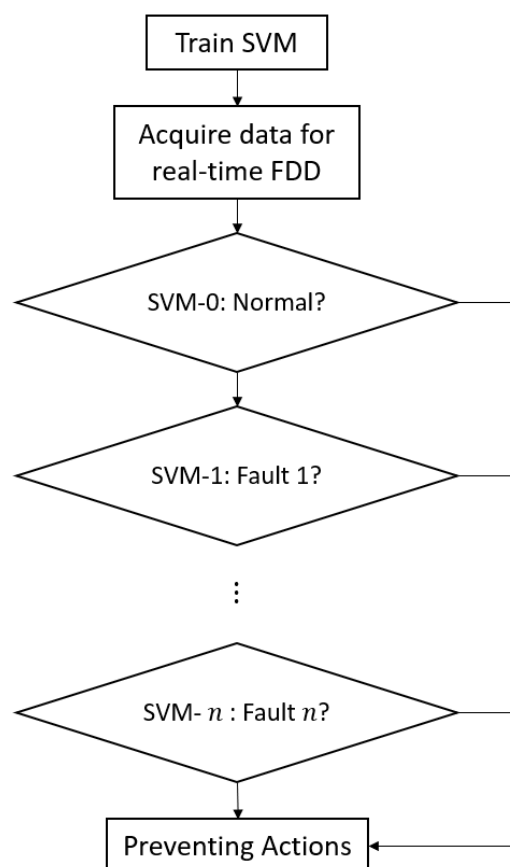 Train SVM
Acquire data for
real-time FDD
SVM-0: Normal?
SVM-1: Fault 1?
⋮
SVM- n : Fault n?
Preventing Actions